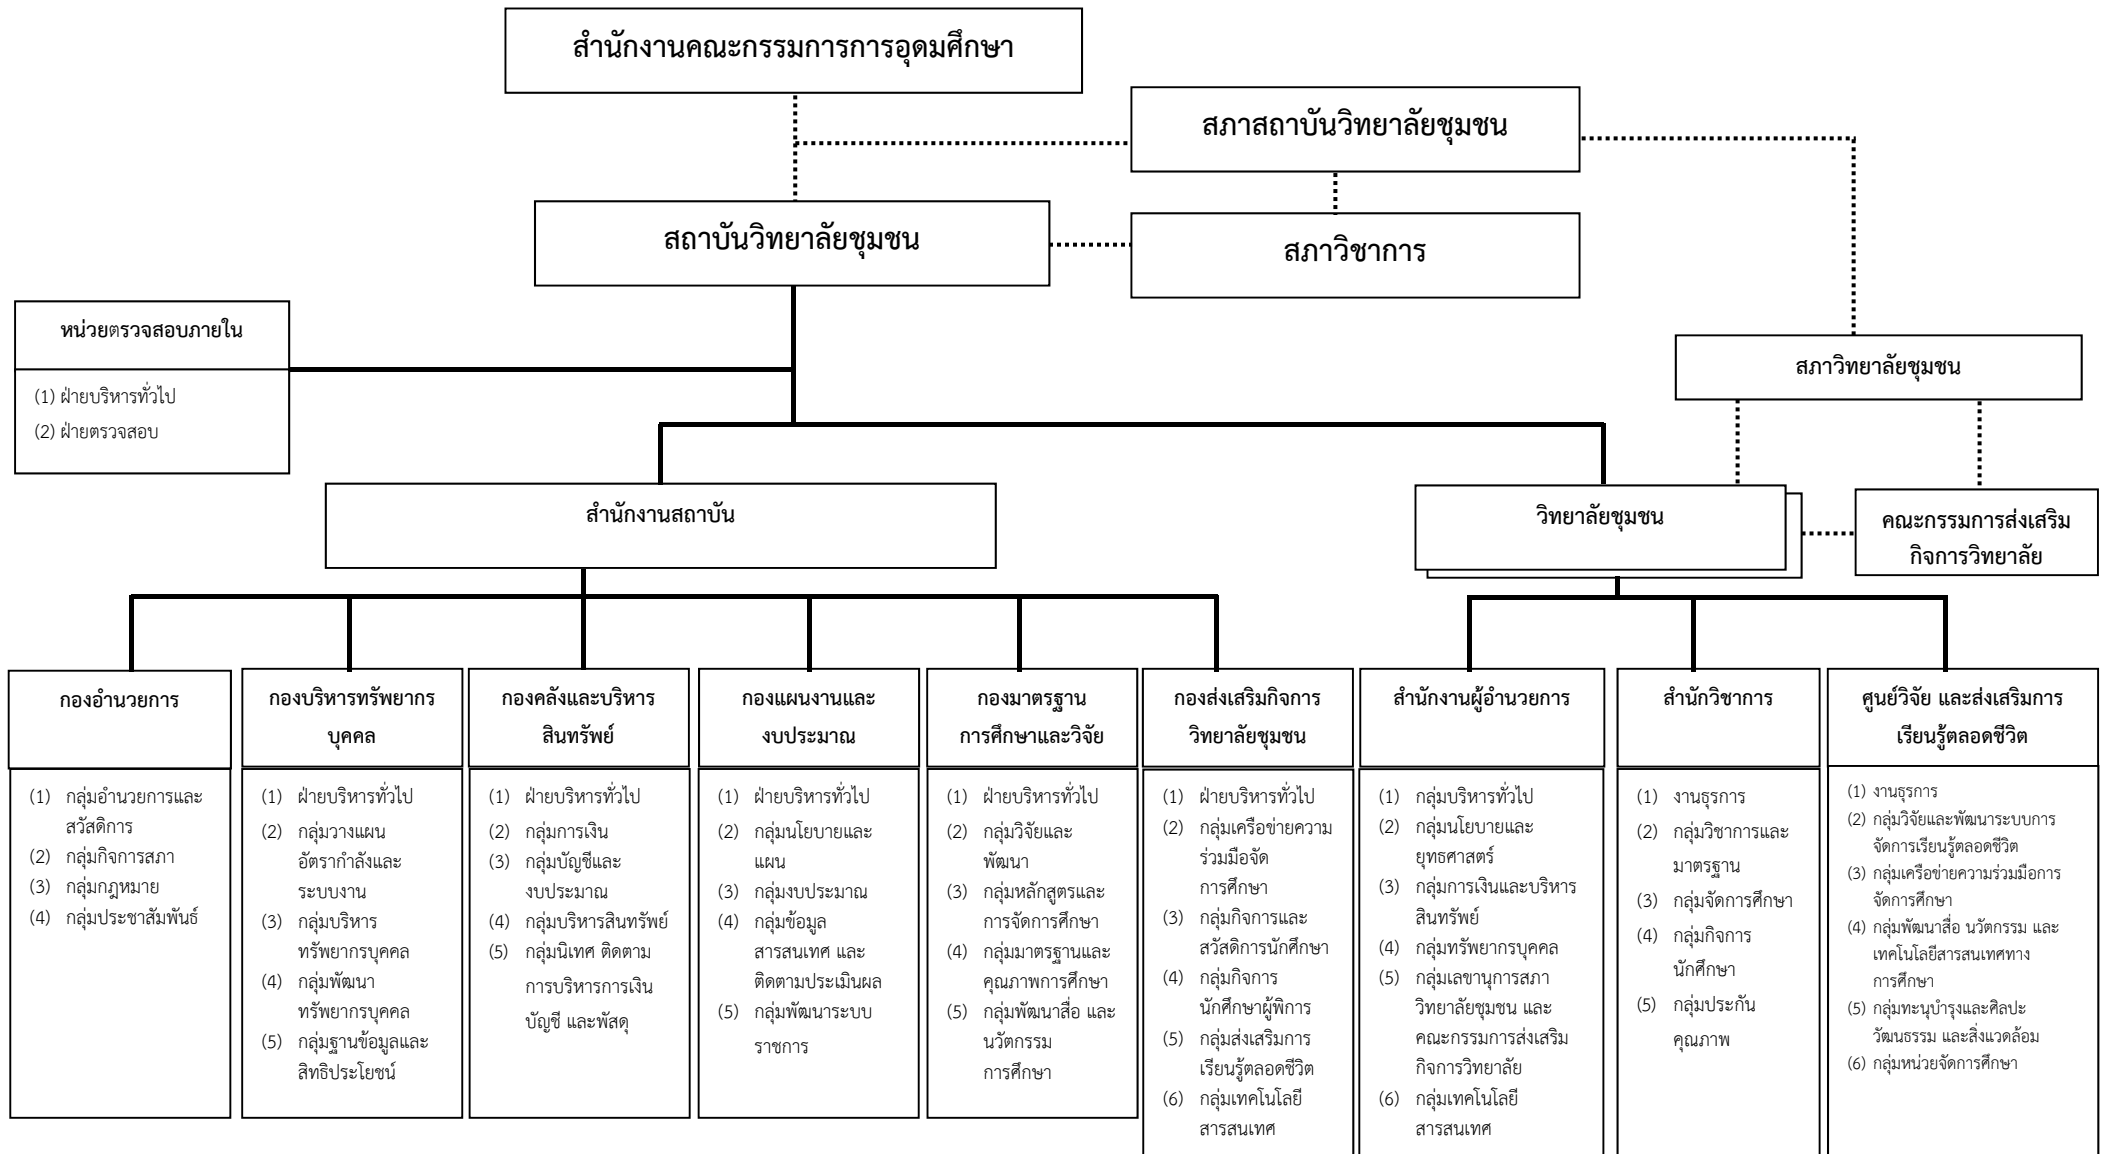 สำนักงานคณะกรรมการการอุดมศึกษา
สภาสถาบันวิทยาลัยชุมชน
สถาบันวิทยาลัยชุมชน
สภาวิชาการ
หน่วยตรวจสอบภายใน
(1) ฝ่ายบริหารทั่วไป
(2) ฝ่ายตรวจสอบ
สภาวิทยาลัยชุมชน
สำนักงานสถาบัน
วิทยาลัยชุมชน
คณะกรรมการส่งเสริม
กิจการวิทยาลัย
กองอำนวยการ
(1) กลุ่มอำนวยการและ
สวัสดิการ
(2) กลุ่มกิจการสภา
(3) กลุ่มกฎหมาย
(4) กลุ่มประชาสัมพันธ์
กองบริหารทรัพยากร
บุคคล
(1) ฝ่ายบริหารทั่วไป
(2) กลุ่มวางแผน
อัตรากำลังและ
ระบบงาน
(3) กลุ่มบริหาร
ทรัพยากรบุคคล
(4) กลุ่มพัฒนา
ทรัพยากรบุคคล
(5) กลุ่มฐานข้อมูลและ
สิทธิประโยชน์
กองคลังและบริหาร
สินทรัพย์
(1) ฝ่ายบริหารทั่วไป
(2) กลุ่มการเงิน
(3) กลุ่มบัญชีและ
งบประมาณ
(4) กลุ่มบริหารสินทรัพย์
(5) กลุ่มนิเทศ ติดตาม
การบริหารการเงิน
บัญชี และพัสดุ
กองแผนงานและ
งบประมาณ
(1) ฝ่ายบริหารทั่วไป
(2) กลุ่มนโยบายและ
แผน
(3) กลุ่มงบประมาณ
(4) กลุ่มข้อมูล
สารสนเทศ และ
ติดตามประเมินผล
(5) กลุ่มพัฒนาระบบ
ราชการ
กองมาตรฐาน
การศึกษาและวิจัย
(1) ฝ่ายบริหารทั่วไป
(2) กลุ่มวิจัยและ
พัฒนา
(3) กลุ่มหลักสูตรและ
การจัดการศึกษา
(4) กลุ่มมาตรฐานและ
คุณภาพการศึกษา
(5) กลุ่มพัฒนาสื่อ และ
นวัตกรรม
การศึกษา
กองส่งเสริมกิจการ
วิทยาลัยชุมชน
(1) ฝ่ายบริหารทั่วไป
(2) กลุ่มเครือข่ายความ
ร่วมมือจัด
การศึกษา
(3) กลุ่มกิจการและ
สวัสดิการนักศึกษา
(4) กลุ่มกิจการ
นักศึกษาผู้พิการ
(5) กลุ่มส่งเสริมการ
เรียนรู้ตลอดชีวิต
(6) กลุ่มเทคโนโลยี
สารสนเทศ
สำนักงานผู้อำนวยการ
(1) กลุ่มบริหารทั่วไป
(2) กลุ่มนโยบายและ
ยุทธศาสตร์
(3) กลุ่มการเงินและบริหาร
สินทรัพย์
(4) กลุ่มทรัพยากรบุคคล
(5) กลุ่มเลขานุการสภา
วิทยาลัยชุมชน และ
คณะกรรมการส่งเสริม
กิจการวิทยาลัย
(6) กลุ่มเทคโนโลยี
สารสนเทศ
สำนักวิชาการ
(1) งานธุรการ
(2) กลุ่มวิชาการและ
มาตรฐาน
(3) กลุ่มจัดการศึกษา
(4) กลุ่มกิจการ
นักศึกษา
(5) กลุ่มประกัน
คุณภาพ
ศูนย์วิจัย และส่งเสริมการ
เรียนรู้ตลอดชีวิต
(1) งานธุรการ
(2) กลุ่มวิจัยและพัฒนาระบบการ
จัดการเรียนรู้ตลอดชีวิต
(3) กลุ่มเครือข่ายความร่วมมือการ
จัดการศึกษา
(4) กลุ่มพัฒนาสื่อ นวัตกรรม และ
เทคโนโลยีสารสนเทศทาง
การศึกษา
(5) กลุ่มทะนุบำรุงและศิลปะ
วัฒนธรรม และสิ่งแวดล้อม
(6) กลุ่มหน่วยจัดการศึกษา